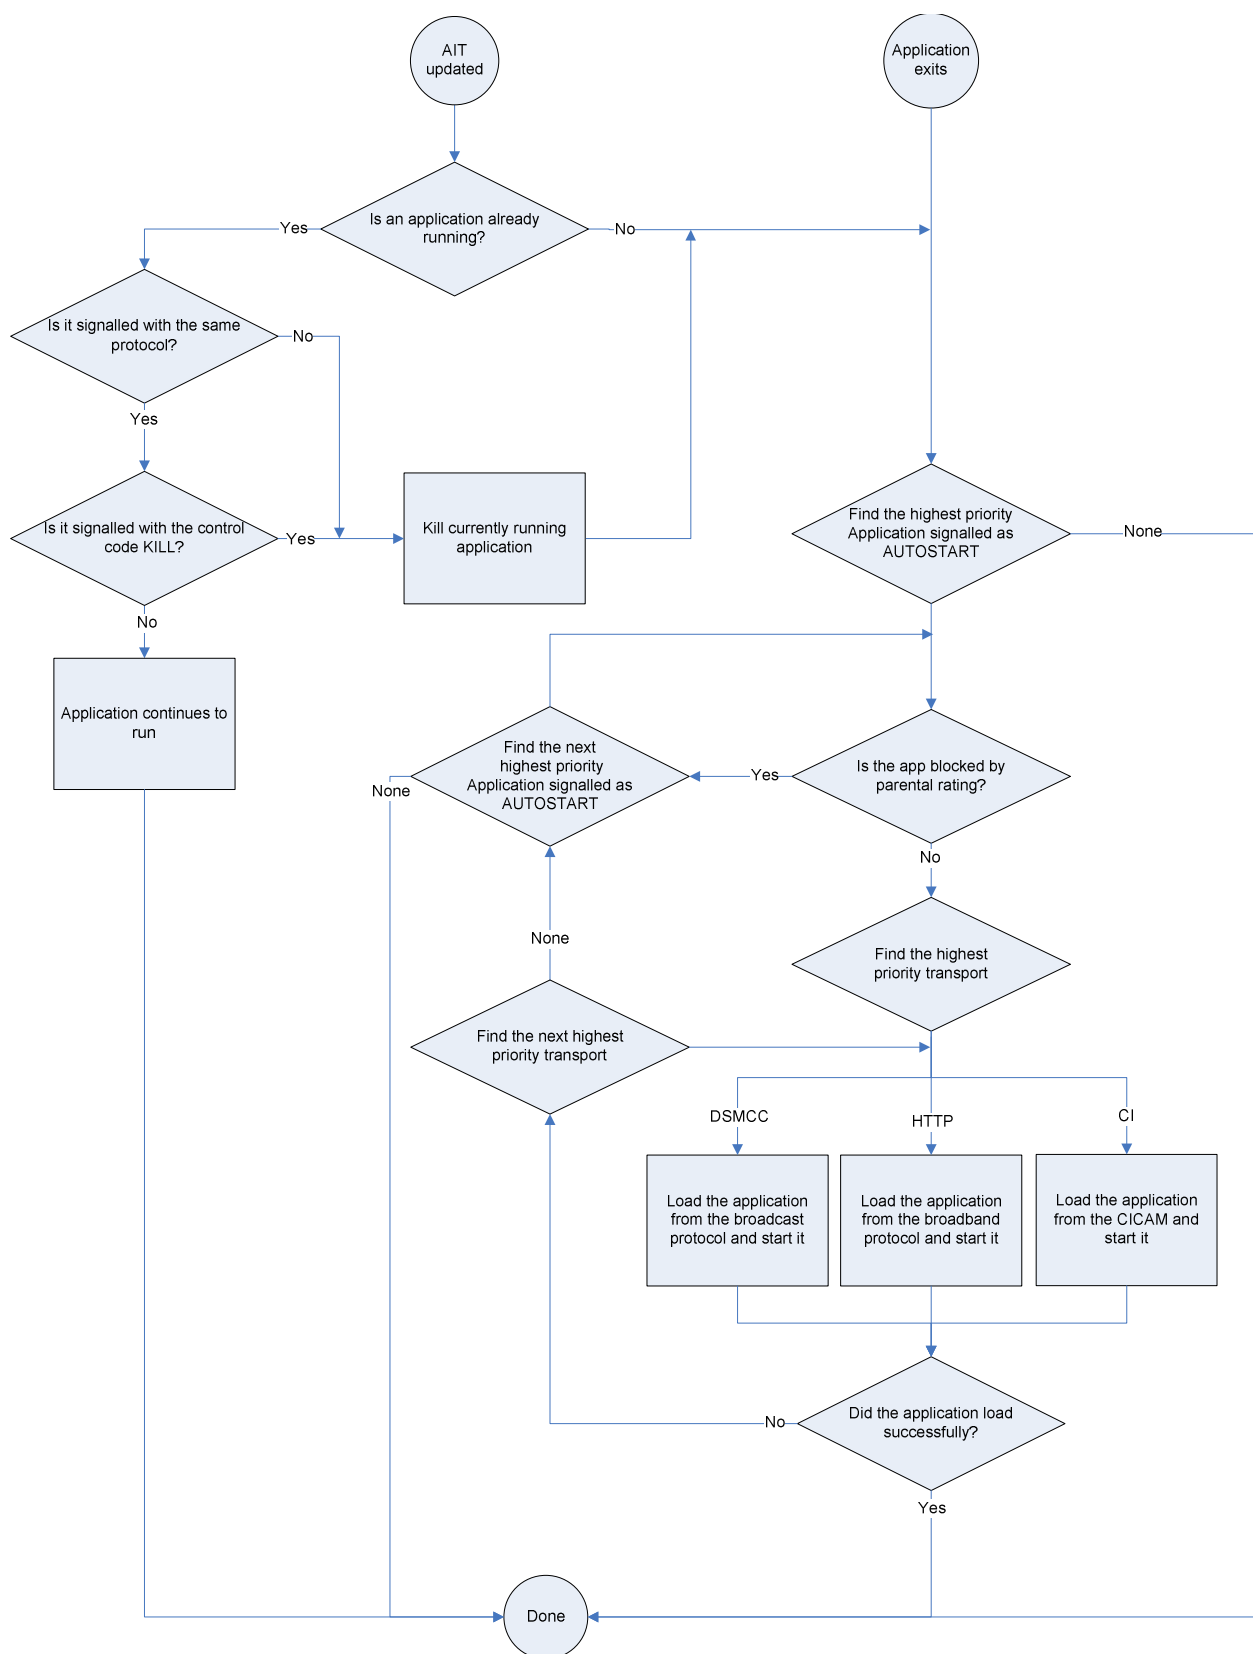 AIT
updated
Application
exits
Is an application already
running?
Yes
No
Is it signalled with the same
protocol?
No
Yes
Is it signalled with the control
code KILL?
Yes
Kill currently running
application
Find the highest priority
Application signalled as
AUTOSTART
None
No
Application continues to
run
Find the next
highest priority
Application signalled as
AUTOSTART
None
Yes
Is the app blocked by
parental rating?
No
None
Find the highest
priority transport
Find the next highest
priority transport
DSMCC
HTTP
CI
Load the application
from the broadcast
protocol and start it
Load the application
from the broadband
protocol and start it
Load the application
from the CICAM and
start it
No
Did the application load
successfully?
Yes
Done